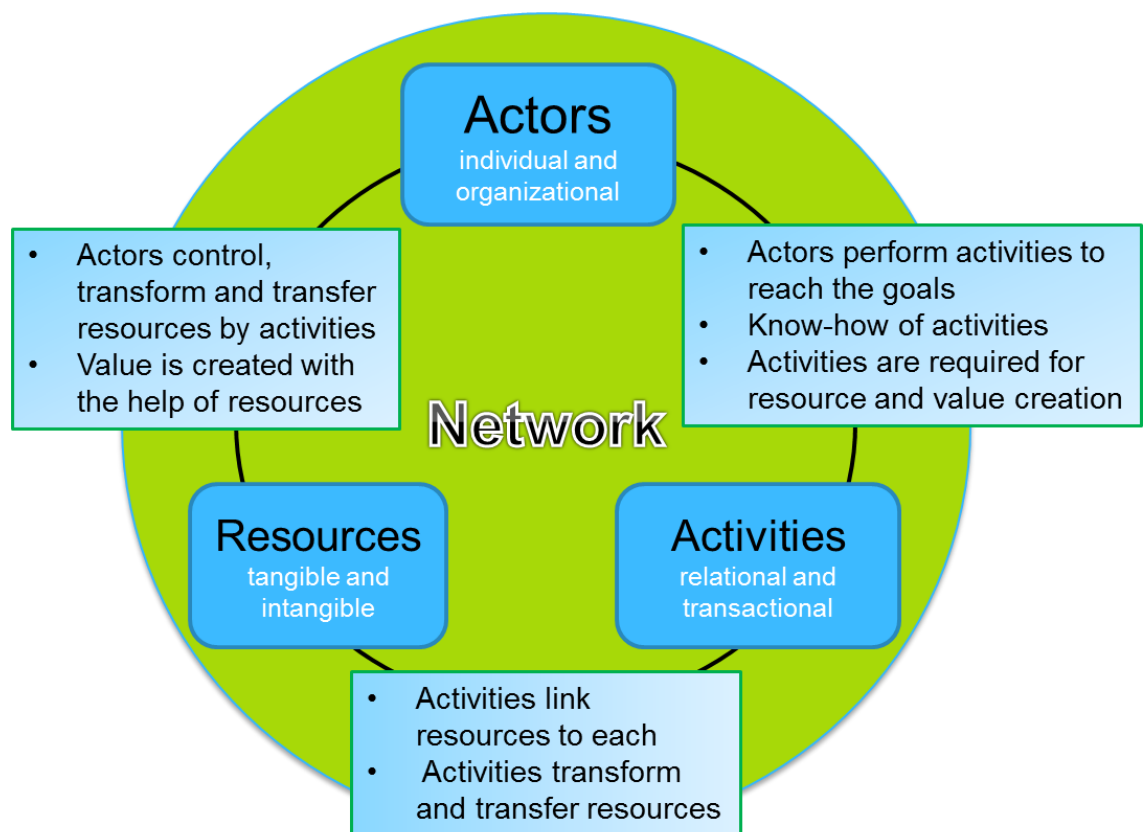 Actors
individual and
organizational
• Actors control,
transform and transfer
resources by activities
• Value is created with
the help of resources
• Actors perform activities to
reach the goals
• Know-how of activities
• Activities are required for
resource and value creation
Network
Resources
tangible and
intangible
Activities
relational and
transactional
• Activities link
resources to each
• Activities transform
and transfer resources